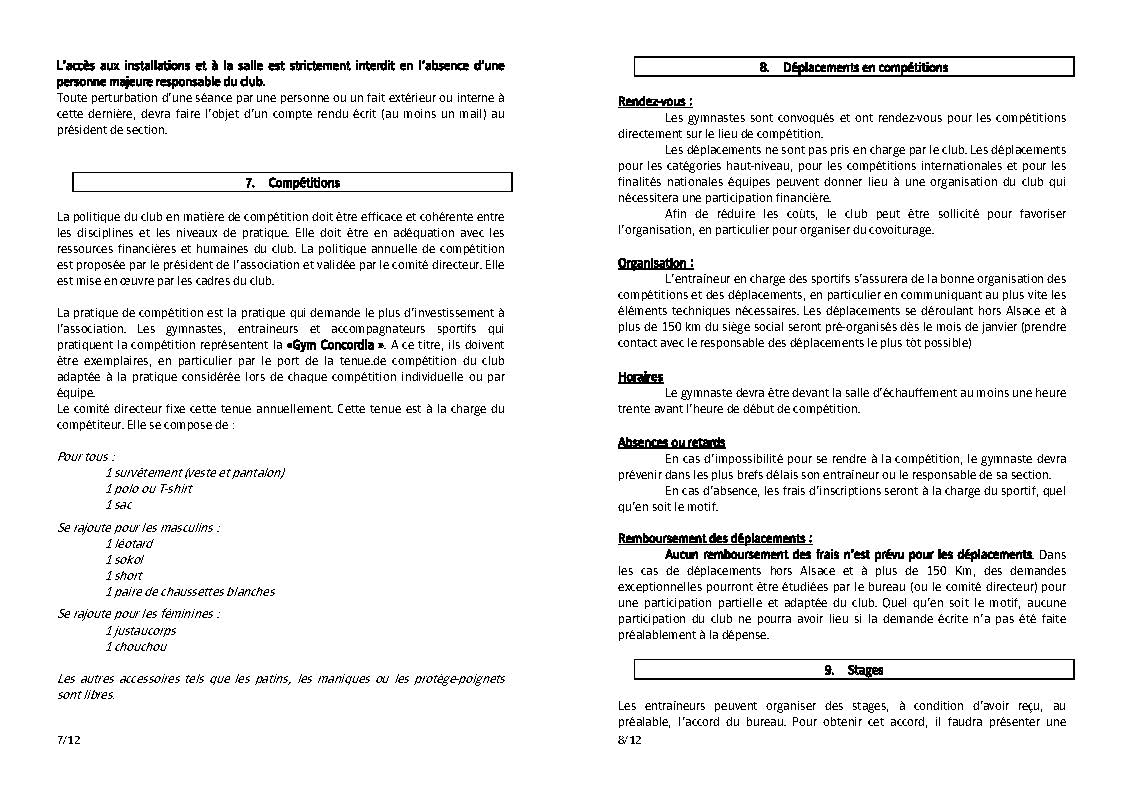 L'accès aux installations et à la salle est strictement interdit en l'absence d'une
personne majeure responsable du club.
Toute perturbation d'une séance par une personne ou un fait extérieur ou interne à
cette dernière, devra faire l'objet d'un compte rendu écrit (au moins un mail) au
président de section.
7. Compétitions
La politique du club en matière de compétition doit être efficace et cohérente entre
les disciplines et les niveaux de pratique. Elle doit être en adéquation avec les
ressources financières et humaines du club. La politique annuelle de compétition
est proposée par le président de l'association et validée par le comité directeur. Elle
est mise en œuvre par les cadres du club.
La pratique de compétition est la pratique qui demande le plus d'investissement à
l'association. Les gymnastes, entraineurs et accompagnateurs sportifs qui
pratiquent la compétition représentent la «Gym Concordia ». A ce titre, ils doivent
être exemplaires, en particulier par le port de la tenue.de compétition du club
adaptée à la pratique considérée lors de chaque compétition individuelle ou par
équipe.
Le comité directeur fixe cette tenue annuellement. Cette tenue est à la charge du
compétiteur. Elle se compose de :
Pour tous :
1 survêtement (veste et pantalon)
1 polo ou T-shirt
1 sac
Se rajoute pour les masculins :
1 léotard
1 sokol
1 short
1 paire de chaussettes blanches
Se rajoute pour les féminines :
1 justaucorps
1 chouchou
Les autres accessoires tels que les patins, les maniques ou les protège-poignets
sont libres.
7/12
8. Déplacements en compétitions
Rendez-vous :
Les gymnastes sont convoqués et ont rendez-vous pour les compétitions
directement sur le lieu de compétition.
Les déplacements ne sont pas pris en charge par le club. Les déplacements
pour les catégories haut-niveau, pour les compétitions internationales et pour les
finalités nationales équipes peuvent donner lieu à une organisation du club qui
nécessitera une participation financière.
Afin de réduire les coûts, le club peut être sollicité pour favoriser
l'organisation, en particulier pour organiser du covoiturage.
Organisation :
L'entraîneur en charge des sportifs s'assurera de la bonne organisation des
compétitions et des déplacements, en particulier en communiquant au plus vite les
éléments techniques nécessaires. Les déplacements se déroulant hors Alsace et à
plus de 150 km du siège social seront pré-organisés dès le mois de janvier (prendre
contact avec le responsable des déplacements le plus tôt possible)
Horaires
Le gymnaste devra être devant la salle d'échauffement au moins une heure
trente avant l'heure de début de compétition.
Absences ou retards
En cas d'impossibilité pour se rendre à la compétition, le gymnaste devra
prévenir dans les plus brefs délais son entraîneur ou le responsable de sa section.
En cas d'absence, les frais d'inscriptions seront à la charge du sportif, quel
qu'en soit le motif.
Remboursement des déplacements :
Aucun remboursement des frais n'est prévu pour les déplacements. Dans
les cas de déplacements hors Alsace et à plus de 150 Km, des demandes
exceptionnelles pourront être étudiées par le bureau (ou le comité directeur) pour
une participation partielle et adaptée du club. Quel qu'en soit le motif, aucune
participation du club ne pourra avoir lieu si la demande écrite n'a pas été faite
préalablement à la dépense.
9. Stages
Les entraîneurs peuvent organiser des stages, à condition d'avoir reçu, au
préalable, l'accord du bureau. Pour obtenir cet accord, il faudra présenter une
8/12